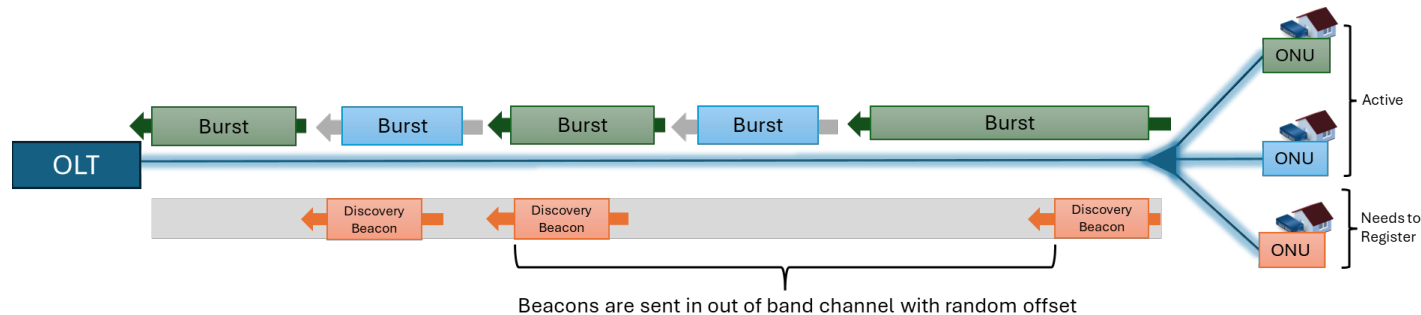 ONU
Active
Burst
Burst
Burst
Burst
Burst
OLT
ONU
Discovery
Beacon
Discovery
Beacon
Discovery
Beacon
Needs to
Register
ONU
Beacons are sent in out of band channel with random offset